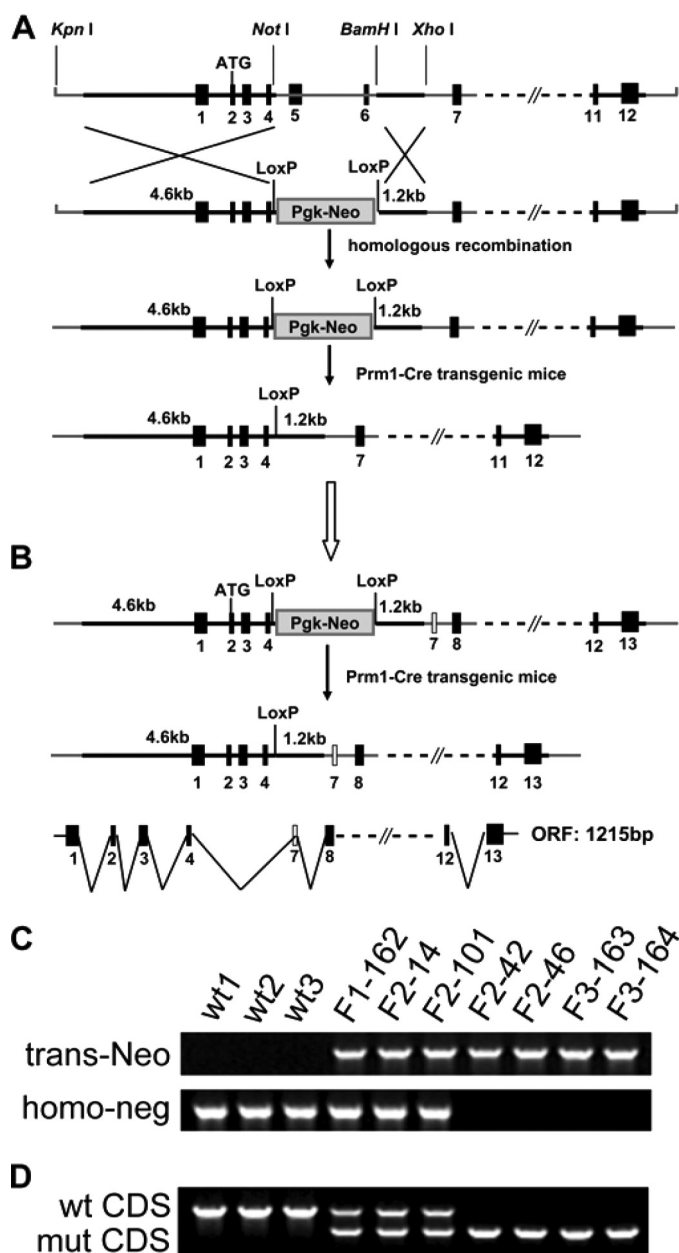 A
Kpn I Not I BamH I Xho I
ATG
1 2 3 4 5 6 7 11 12
LoxP LoxP
4.6kb Pgk-Neo 1.2kb
homologous recombination
LoxP LoxP
4.6kb Pgk-Neo 1.2kb
Prm1-Cre transgenic mice
LoxP
4.6kb 1.2kb
1 2 3 4 7 11 12
B
LoxP LoxP
4.6kb ATG Pgk-Neo 1.2kb
1 2 3 4 7 8 12 13
Prm1-Cre transgenic mice
LoxP
4.6kb 1.2kb
1 2 3 4 7 8 12 13
1 2 3 4 7 8 12 13 ORF: 1215bp
C
wt1 wt2 wt3 F1-162 F2-14 F2-101 F2-42 F2-46 F3-163 F3-164
trans-Neo
homo-neg
D
wt CDS
mut CDS